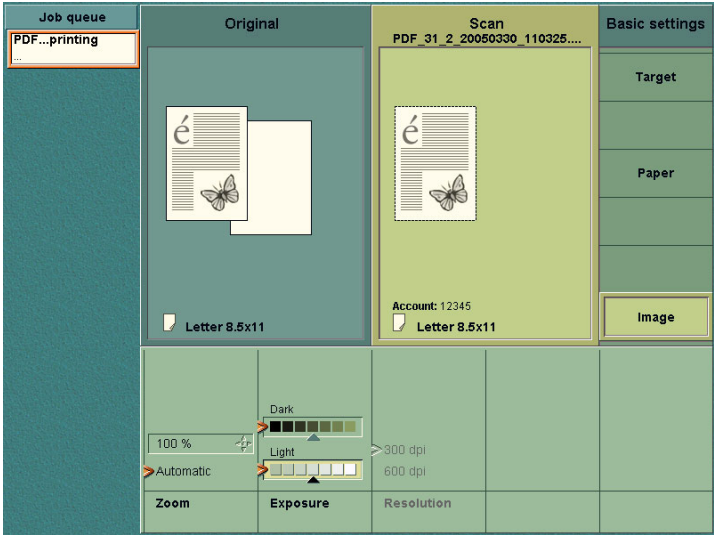 Job queue
PDF...printing
...
Original
Scan
PDF_31_2_20050330_110325....
Basic settings
Target
Paper
Image
é
é
Letter 8.5x11
Account: 12345
Letter 8.5x11
100 %
Automatic
Zoom
Dark
Light
Exposure
300 dpi
600 dpi
Resolution